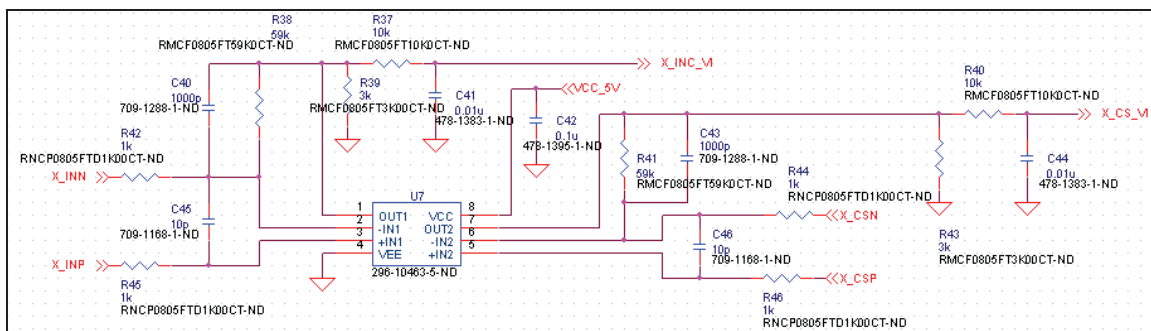 R38
59k
RMCF0805FT59K0CT-ND
R37
10k
RMCF0805FT10K0CT-ND
X_INC_VI
C40
1000p
709-1288-1-ND
R39
3k
RMCF0805FT3K00CT-ND
C41
0.01u
478-1383-1-ND
VCC_5V
C42
0.1u
478-1395-1-ND
R40
10k
RMCF0805FT10K0CT-ND
X_CS_VI
R42
1k
RNCP0805FTD1K00CT-ND
X_INN
R41
59k
RMCF0805FT59K0CT-ND
C43
1000p
709-1288-1-ND
C44
0.01u
478-1383-1-ND
R44
1k
RNCP0805FTD1K00CT-ND
X_CSN
C45
10p
709-1168-1-ND
U7
1 OUT1 VCC 8
2 -IN1 OUT2 7
3 +IN1 -IN2 6
4 VEE +IN2 5
296-10463-5-ND
C46
10p
709-1168-1-ND
R43
3k
RMCF0805FT3K00CT-ND
X_INP
R45
1k
RNCP0805FTD1K00CT-ND
X_CSP
R46
1k
RNCP0805FTD1K00CT-ND